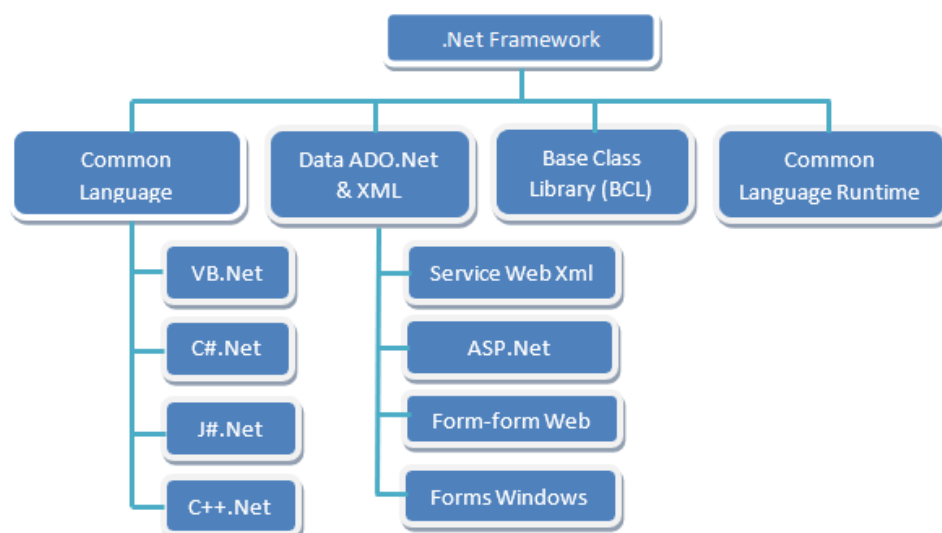 .Net Framework
Common
Language
Data ADO.Net
& XML
Base Class
Library (BCL)
Common
Language Runtime
VB.Net
C#.Net
J#.Net
C++.Net
Service Web Xml
ASP.Net
Form-form Web
Forms Windows